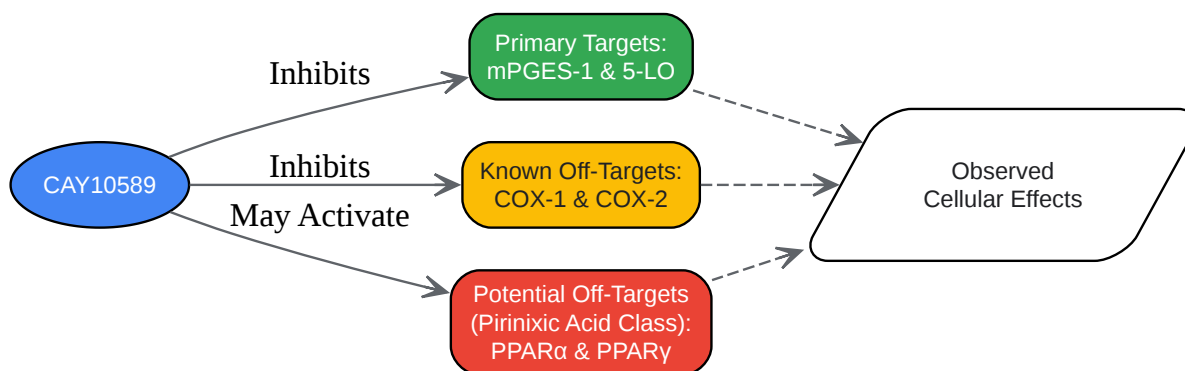 Primary Targets:
mPGES-1 & 5-LO
Inhibits
CAY10589
Inhibits
Known Off-Targets:
COX-1 & COX-2
Observed
Cellular Effects
May Activate
Potential Off-Targets
(Pirinixic Acid Class):
PPARα & PPARγ